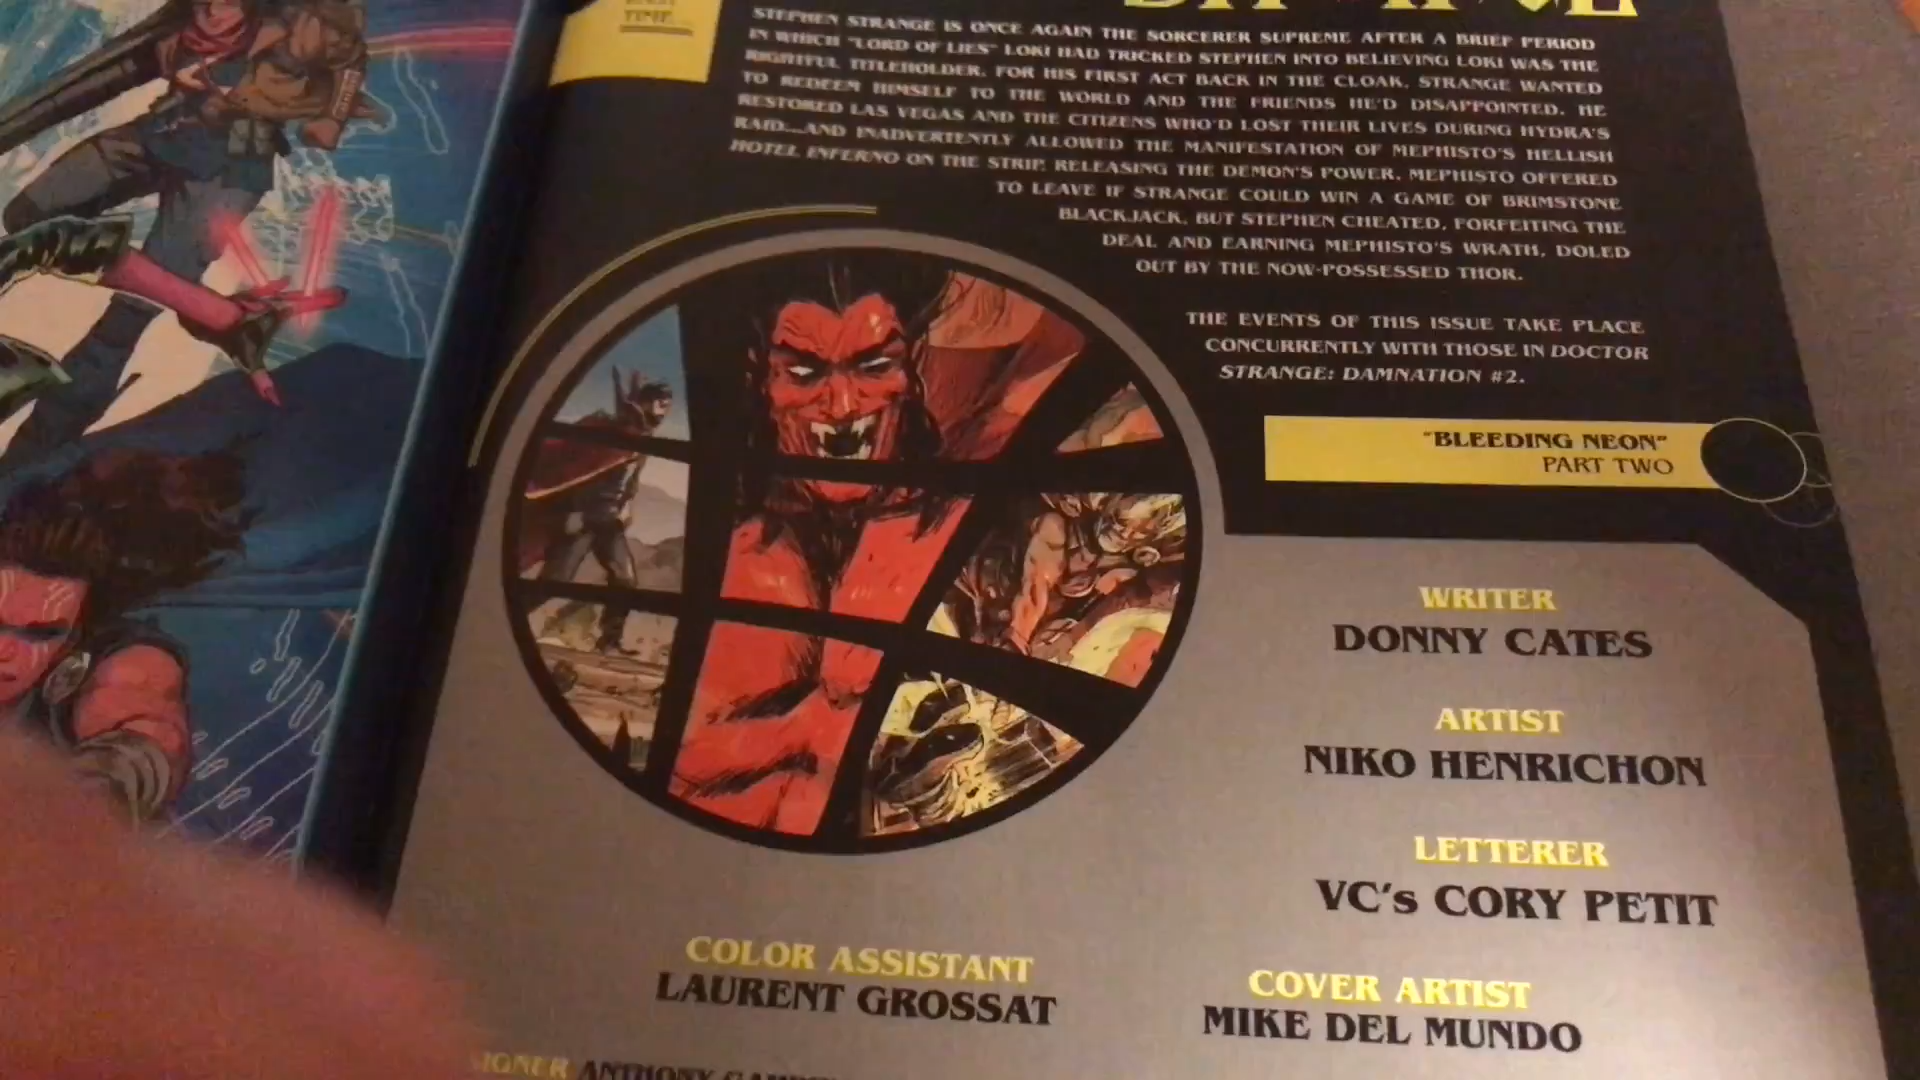 TIME...
STEPHEN STRANGE IS ONCE AGAIN THE SORCERER SUPREME AFTER A BRIEF PERIOD
IN WHICH "LORD OF LIES" LOKI HAD TRICKED STEPHEN INTO BELIEVING LOKI WAS THE
RIGHTFUL TITLEHOLDER. FOR HIS FIRST ACT BACK IN THE CLOAK, STRANGE WANTED
TO REDEEM HIMSELF TO THE WORLD AND THE FRIENDS HE'D DISAPPOINTED. HE
RESTORED LAS VEGAS AND THE CITIZENS WHO'D LOST THEIR LIVES DURING HYDRA'S
RAID...AND INADVERTENTLY ALLOWED THE MANIFESTATION OF MEPHISTO'S HELLISH
HOTEL INFERNO ON THE STRIP, RELEASING THE DEMON'S POWER. MEPHISTO OFFERED
TO LEAVE IF STRANGE COULD WIN A GAME OF BRIMSTONE
BLACKJACK, BUT STEPHEN CHEATED, FORFEITING THE
DEAL AND EARNING MEPHISTO'S WRATH, DOLED
OUT BY THE NOW-POSSESSED THOR.
THE EVENTS OF THIS ISSUE TAKE PLACE
CONCURRENTLY WITH THOSE IN DOCTOR
STRANGE: DAMNATION #2.
"BLEEDING NEON"
PART TWO
WRITER
DONNY CATES
ARTIST
NIKO HENRICHON
LETTERER
VC's CORY PETIT
COLOR ASSISTANT
LAURENT GROSSAT
COVER ARTIST
MIKE DEL MUNDO
ANTHONY